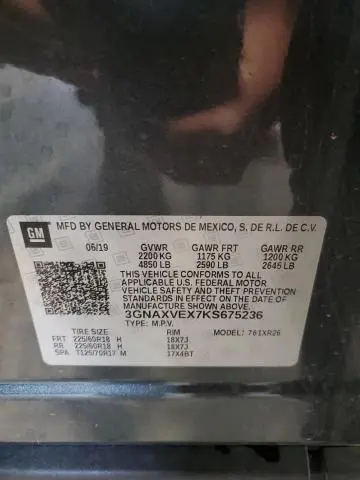 GM
MFD BY GENERAL MOTORS DE MEXICO, S. DE R.L. DE C.V.
06/19 GVWR GAWR FRT GAWR RR
2200 KG 1175 KG 1200 KG
4850 LB 2590 LB 2645 LB
THIS VEHICLE CONFORMS TO ALL
APPLICABLE U.S. FEDERAL MOTOR
VEHICLE SAFETY AND THEFT PREVENTION
STANDARDS IN EFFECT ON THE DATE OF
MANUFACTURE SHOWN ABOVE.
3GNAXVEX7KS675236
TYPE: M.P.V. MODEL: 761XR26
TIRE SIZE RIM
FRT 225/60R18 H 18X7J
RR 225/60R18 H 18X7J
SPA T125/70R17 M 17X4BT